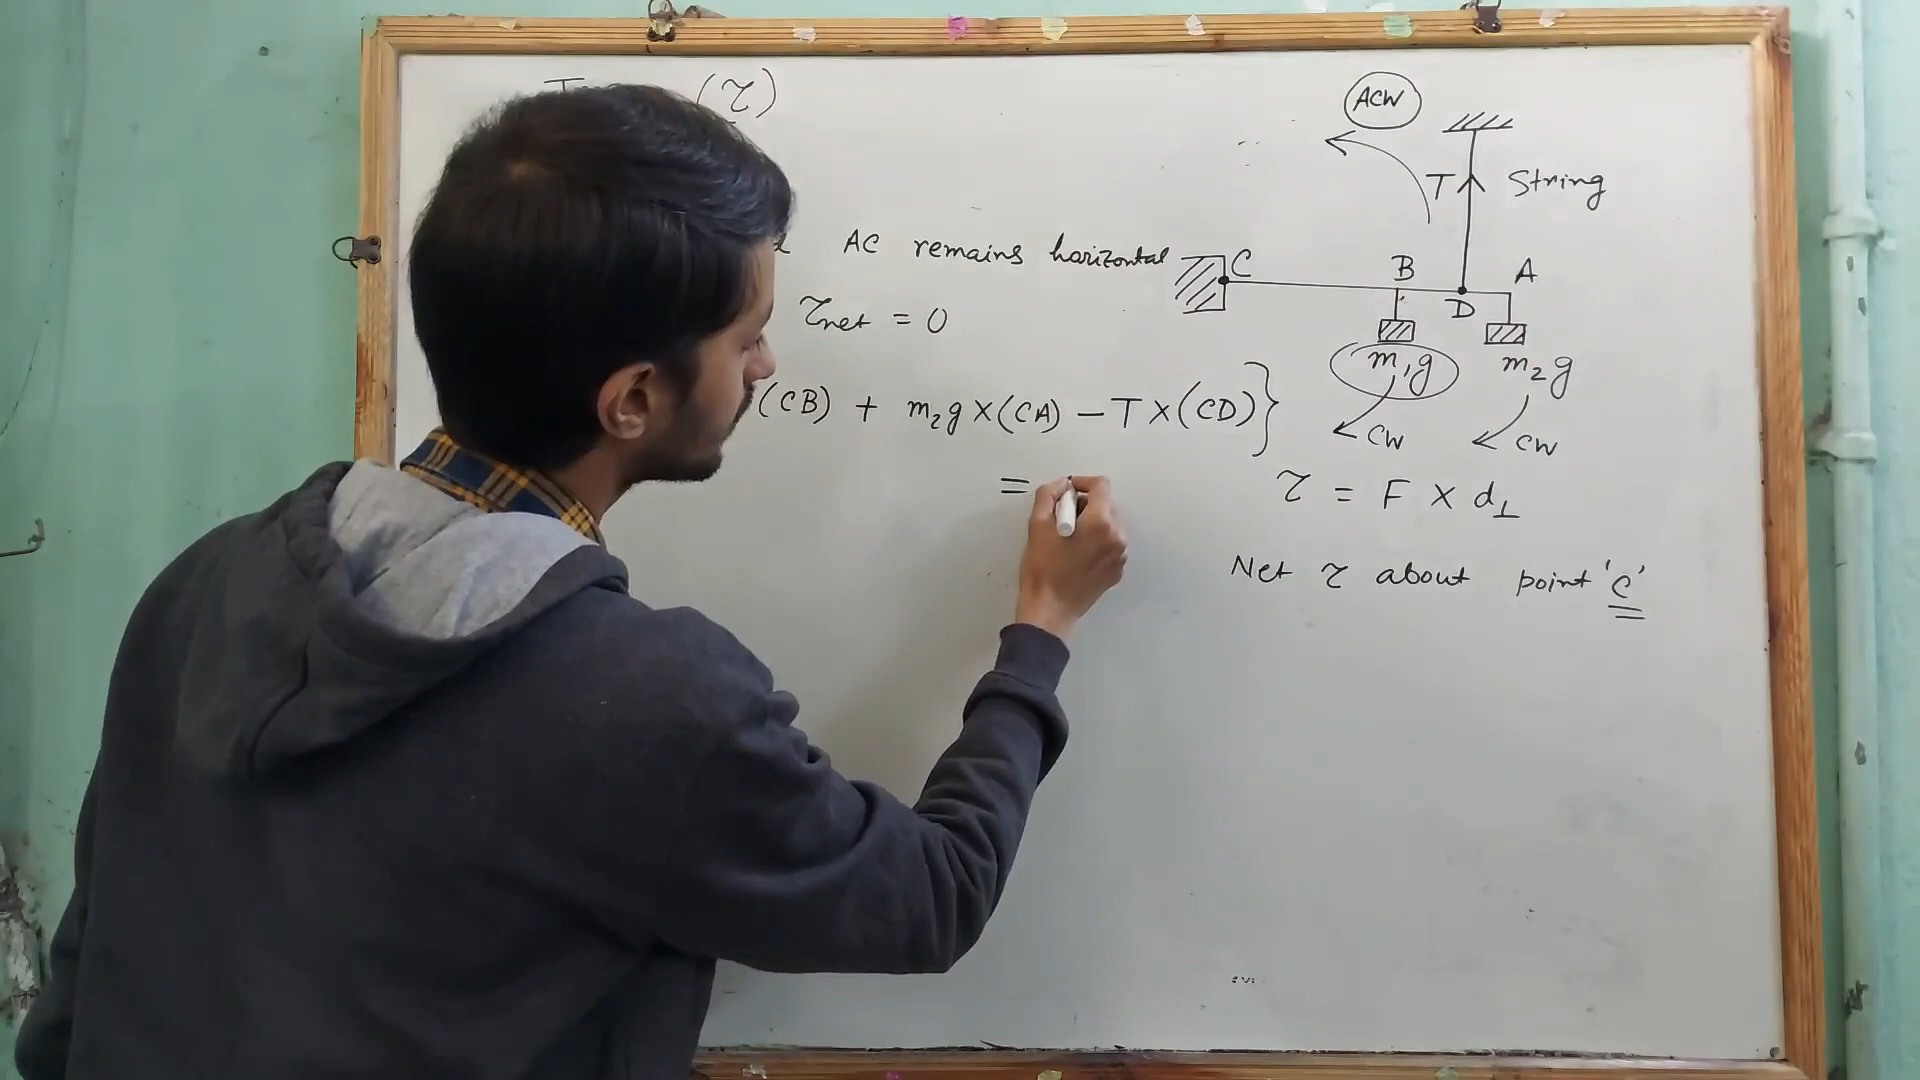 (τ)
AC remains horizontal
τnet = 0
(CB) + m₂g×(CA) − T×(CD)}
=
ACW
T String
C B A
D
m₁g m₂g
CW CW
τ = F × d⊥
Net τ about point 'C'